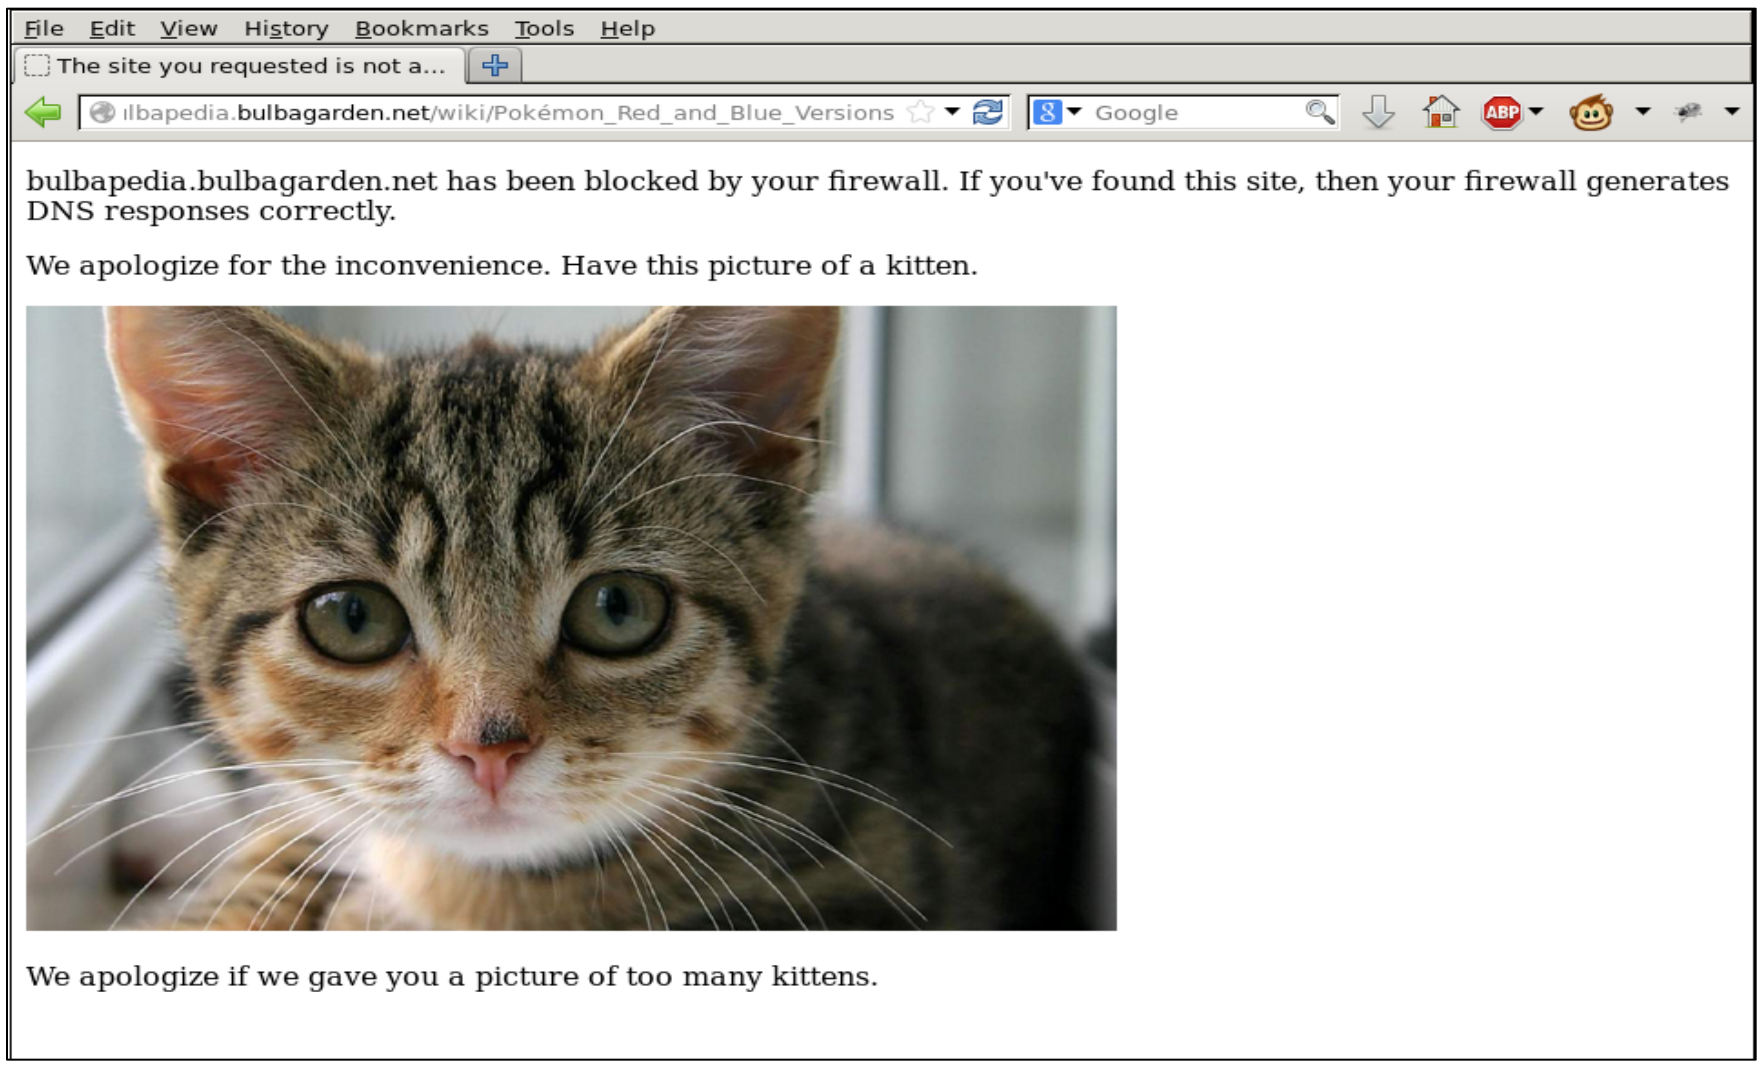 File Edit View History Bookmarks Tools Help
The site you requested is not a...
ılbapedia.bulbagarden.net/wiki/Pokémon_Red_and_Blue_Versions 8 Google ABP
bulbapedia.bulbagarden.net has been blocked by your firewall. If you've found this site, then your firewall generates
DNS responses correctly.
We apologize for the inconvenience. Have this picture of a kitten.
We apologize if we gave you a picture of too many kittens.